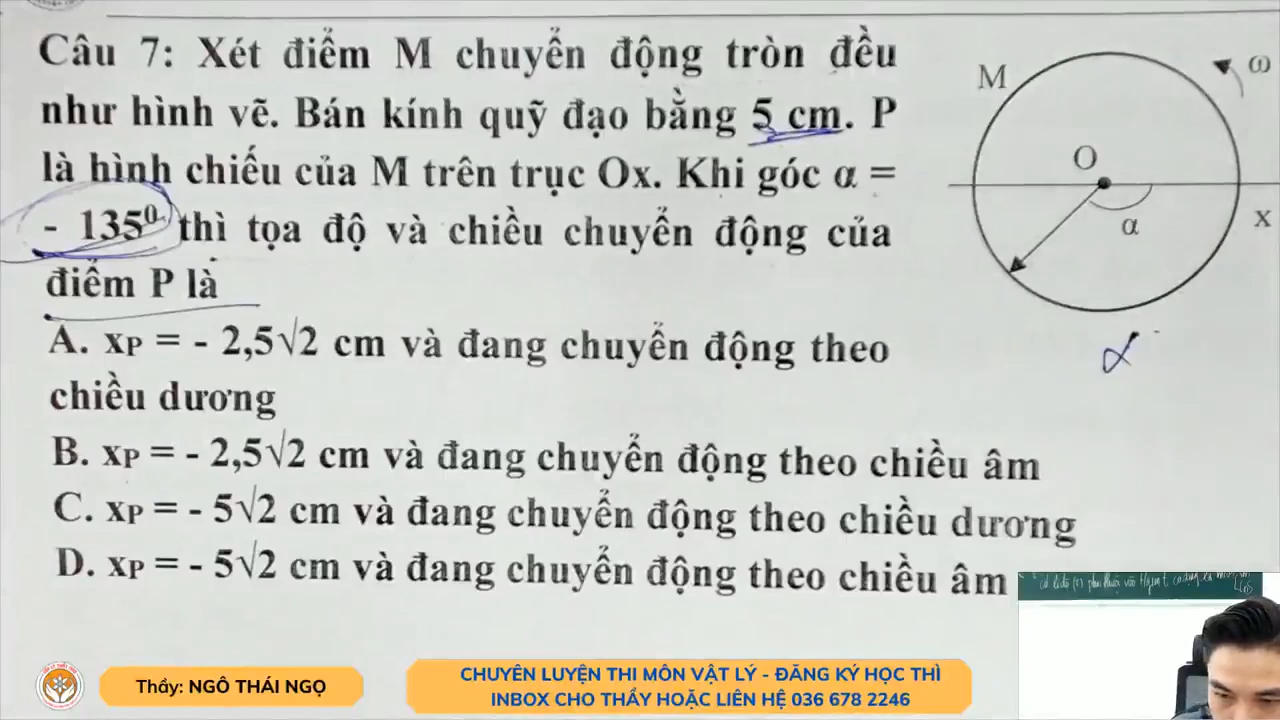 Câu 7: Xét điểm M chuyển động tròn đều
như hình vẽ. Bán kính quỹ đạo bằng 5 cm. P
là hình chiếu của M trên trục Ox. Khi góc α =
- 135⁰ thì tọa độ và chiều chuyển động của
điểm P là
A. xP = - 2,5√2 cm và đang chuyển động theo
chiều dương
B. xP = - 2,5√2 cm và đang chuyển động theo chiều âm
C. xP = - 5√2 cm và đang chuyển động theo chiều dương
D. xP = - 5√2 cm và đang chuyển động theo chiều âm
M
ω
O
α
x
α
Thầy: NGÔ THÁI NGỌ
CHUYÊN LUYỆN THI MÔN VẬT LÝ - ĐĂNG KÝ HỌC THÌ
INBOX CHO THẦY HOẶC LIÊN HỆ 036 678 2246